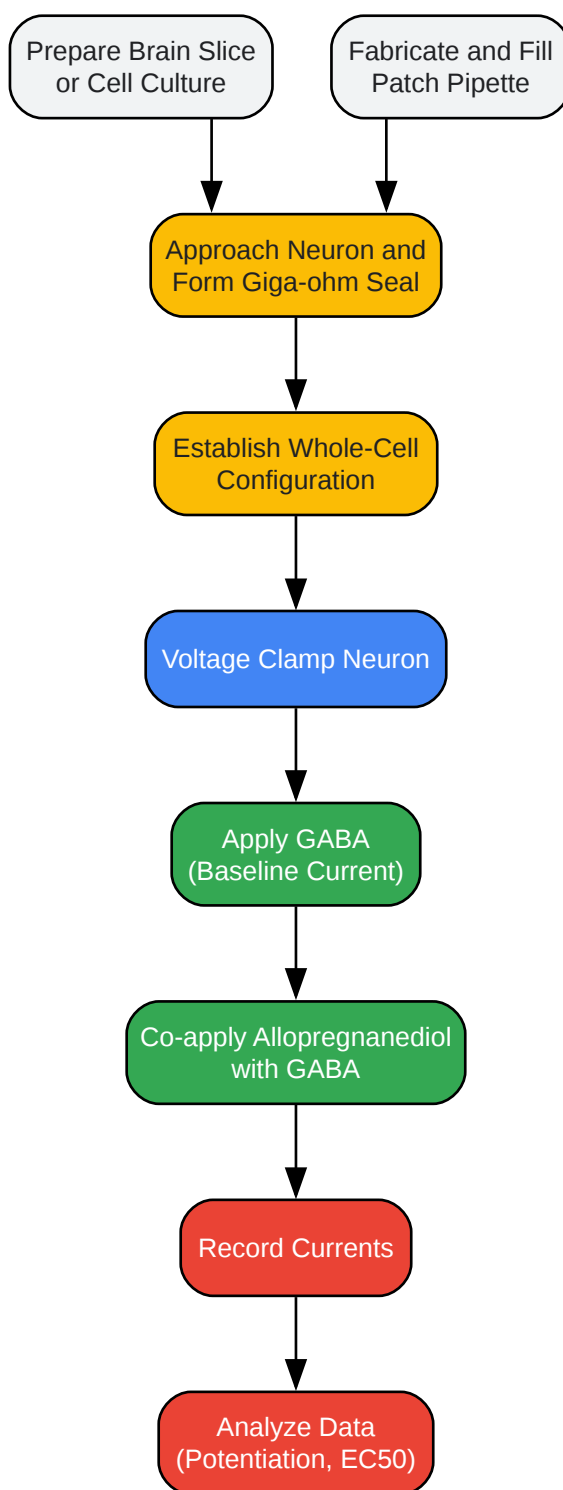 Prepare Brain Slice
or Cell Culture
Fabricate and Fill
Patch Pipette
Approach Neuron and
Form Giga-ohm Seal
Establish Whole-Cell
Configuration
Voltage Clamp Neuron
Apply GABA
(Baseline Current)
Co-apply Allopregnanediol
with GABA
Record Currents
Analyze Data
(Potentiation, EC50)